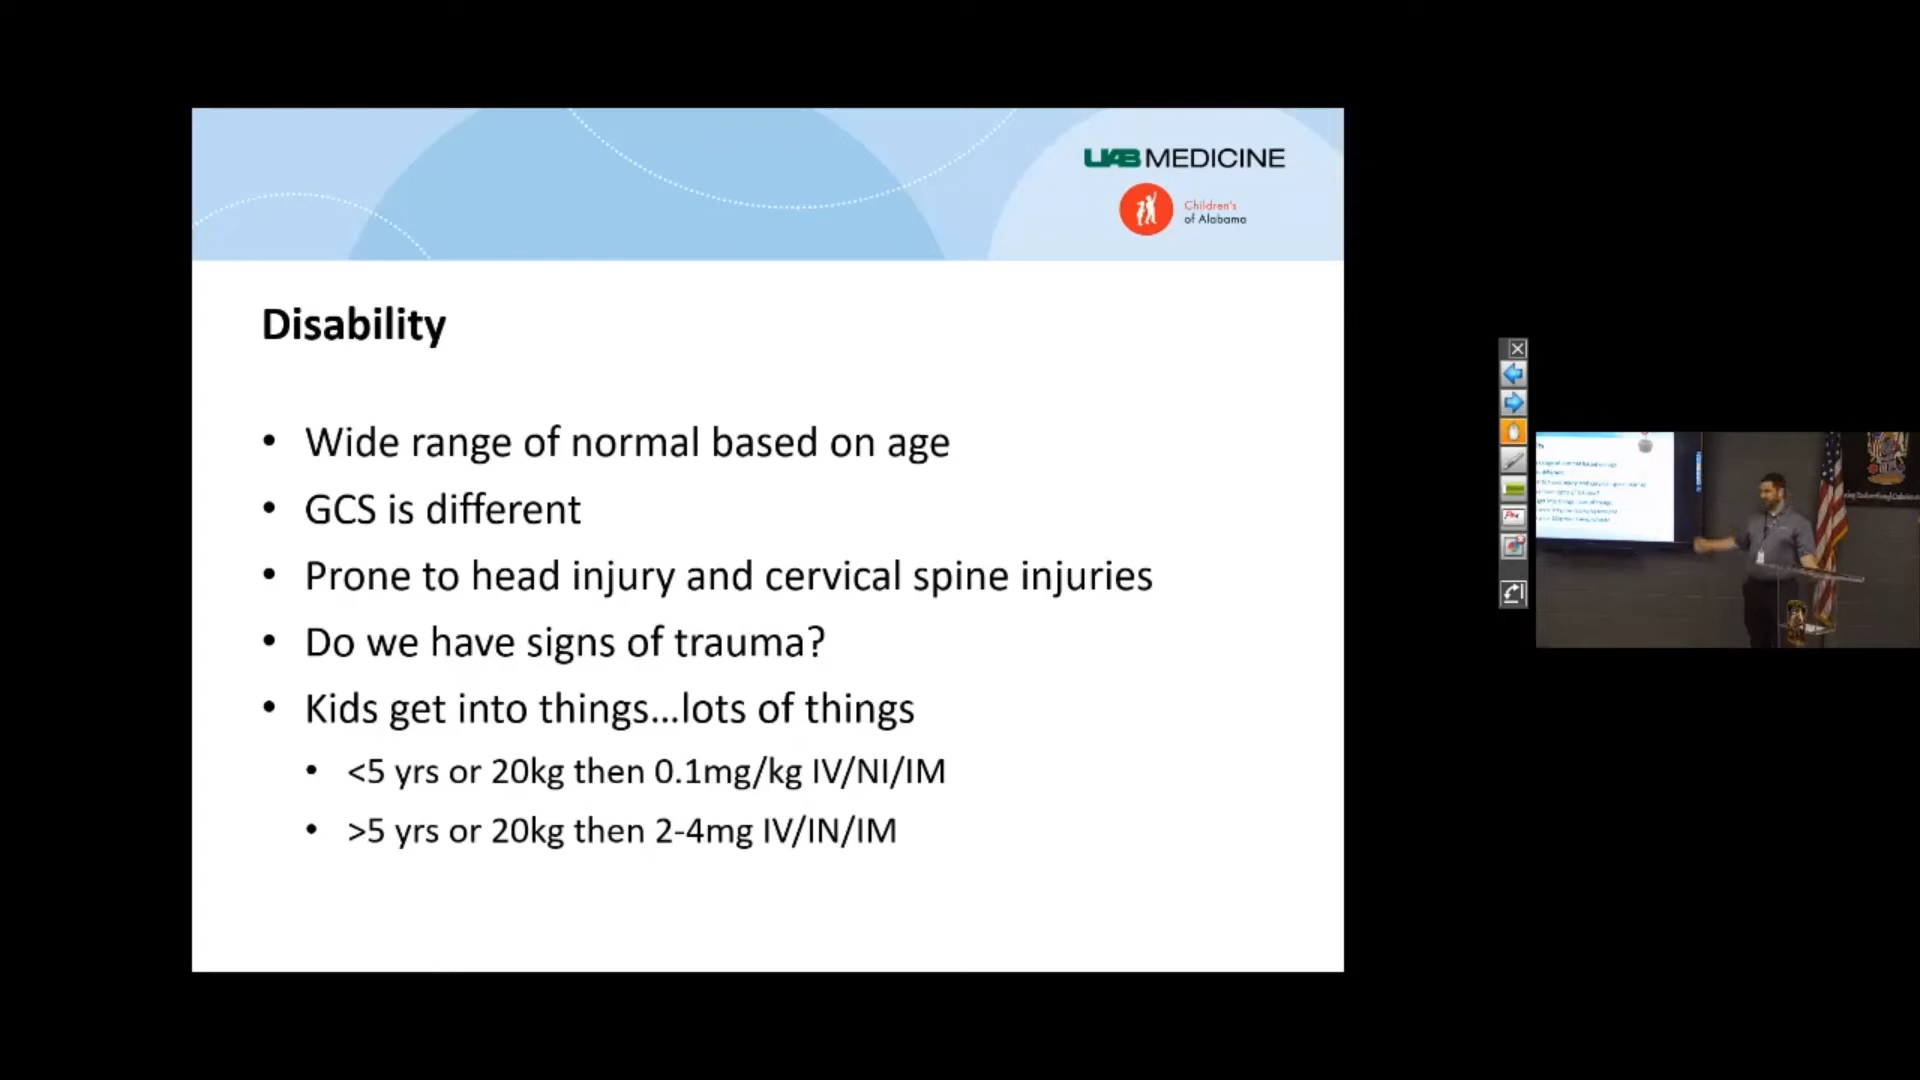 UAB MEDICINE
Children's
of Alabama
Disability
• Wide range of normal based on age
• GCS is different
• Prone to head injury and cervical spine injuries
• Do we have signs of trauma?
• Kids get into things...lots of things
• <5 yrs or 20kg then 0.1mg/kg IV/NI/IM
• >5 yrs or 20kg then 2-4mg IV/IN/IM